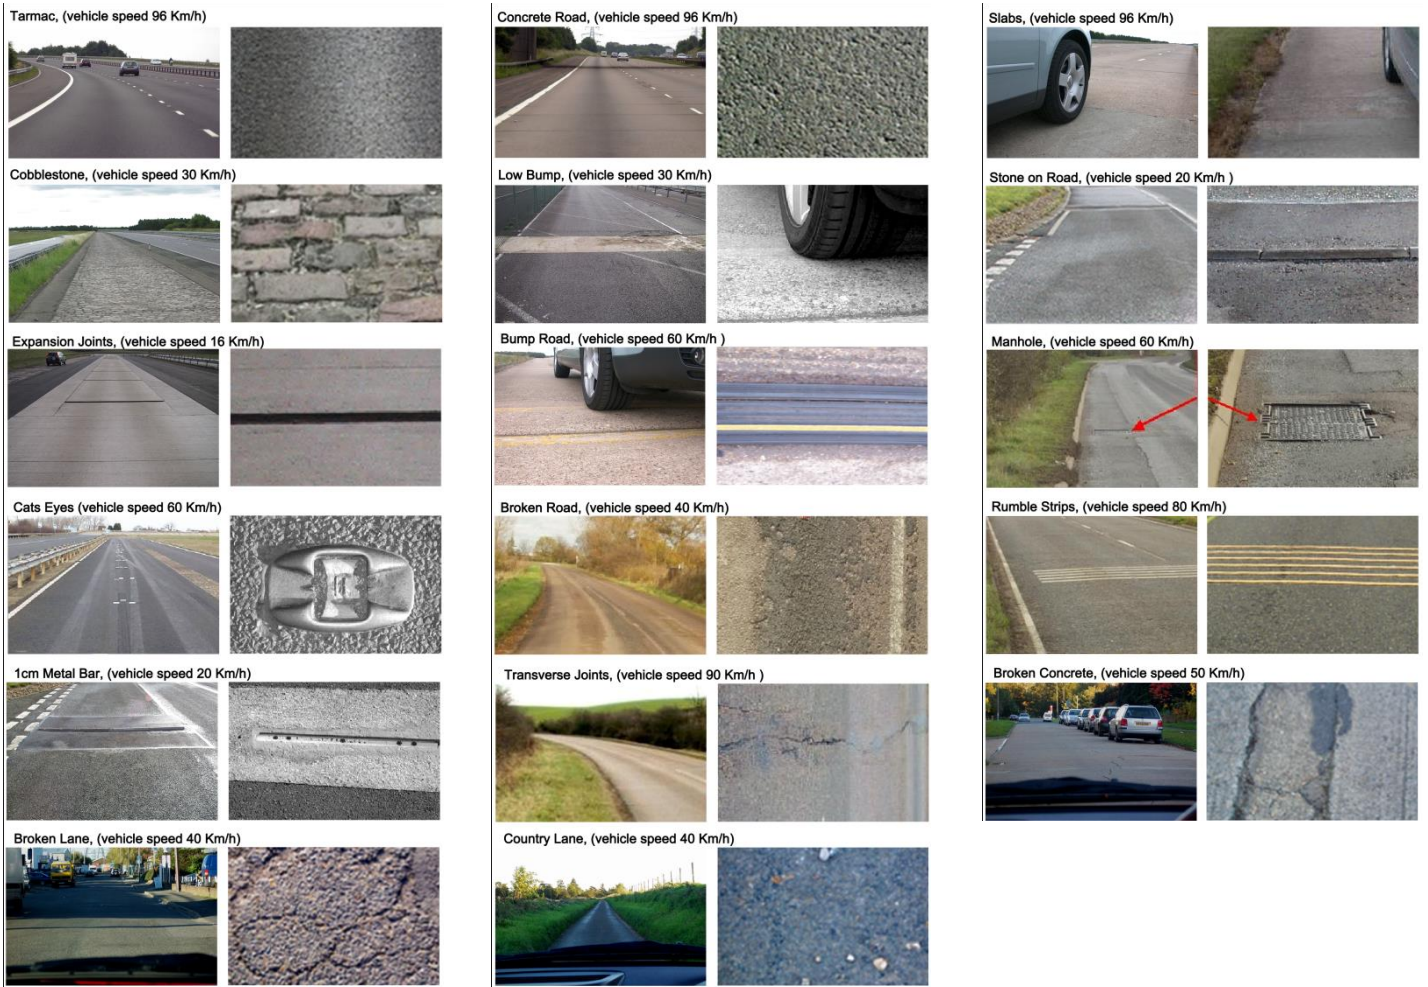 Tarmac, (vehicle speed 96 Km/h)
Concrete Road, (vehicle speed 96 Km/h)
Slabs, (vehicle speed 96 Km/h)
Cobblestone, (vehicle speed 30 Km/h)
Low Bump, (vehicle speed 30 Km/h)
Stone on Road, (vehicle speed 20 Km/h )
Expansion Joints, (vehicle speed 16 Km/h)
Bump Road, (vehicle speed 60 Km/h )
Manhole, (vehicle speed 60 Km/h)
Cats Eyes (vehicle speed 60 Km/h)
Broken Road, (vehicle speed 40 Km/h)
Rumble Strips, (vehicle speed 80 Km/h)
1cm Metal Bar, (vehicle speed 20 Km/h)
Transverse Joints, (vehicle speed 90 Km/h )
Broken Concrete, (vehicle speed 50 Km/h)
Broken Lane, (vehicle speed 40 Km/h)
Country Lane, (vehicle speed 40 Km/h)